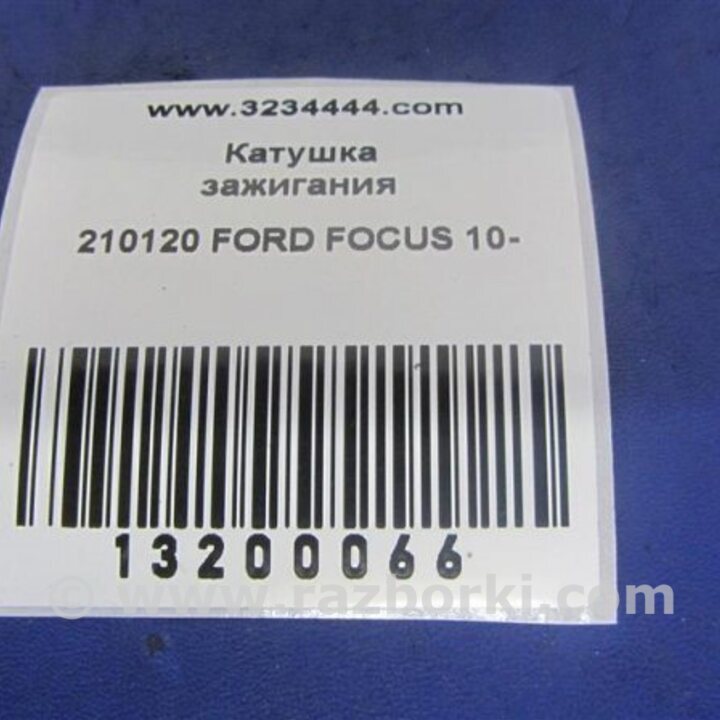 www.3234444.com
Катушка
зажигания
210120 FORD FOCUS 10-
13200066
© www.razborki.com